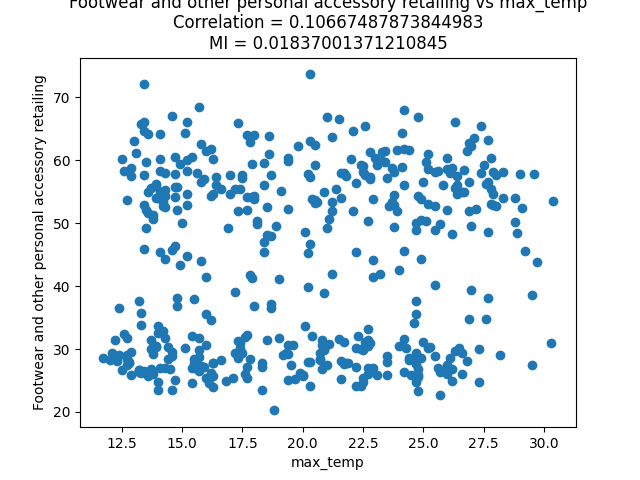 Footwear and other personal accessory retailing vs max_temp
Correlation = 0.10667487873844983
MI = 0.01837001371210845
Footwear and other personal accessory retailing
70
60
50
40
30
20
12.5 15.0 17.5 20.0 22.5 25.0 27.5 30.0
max_temp